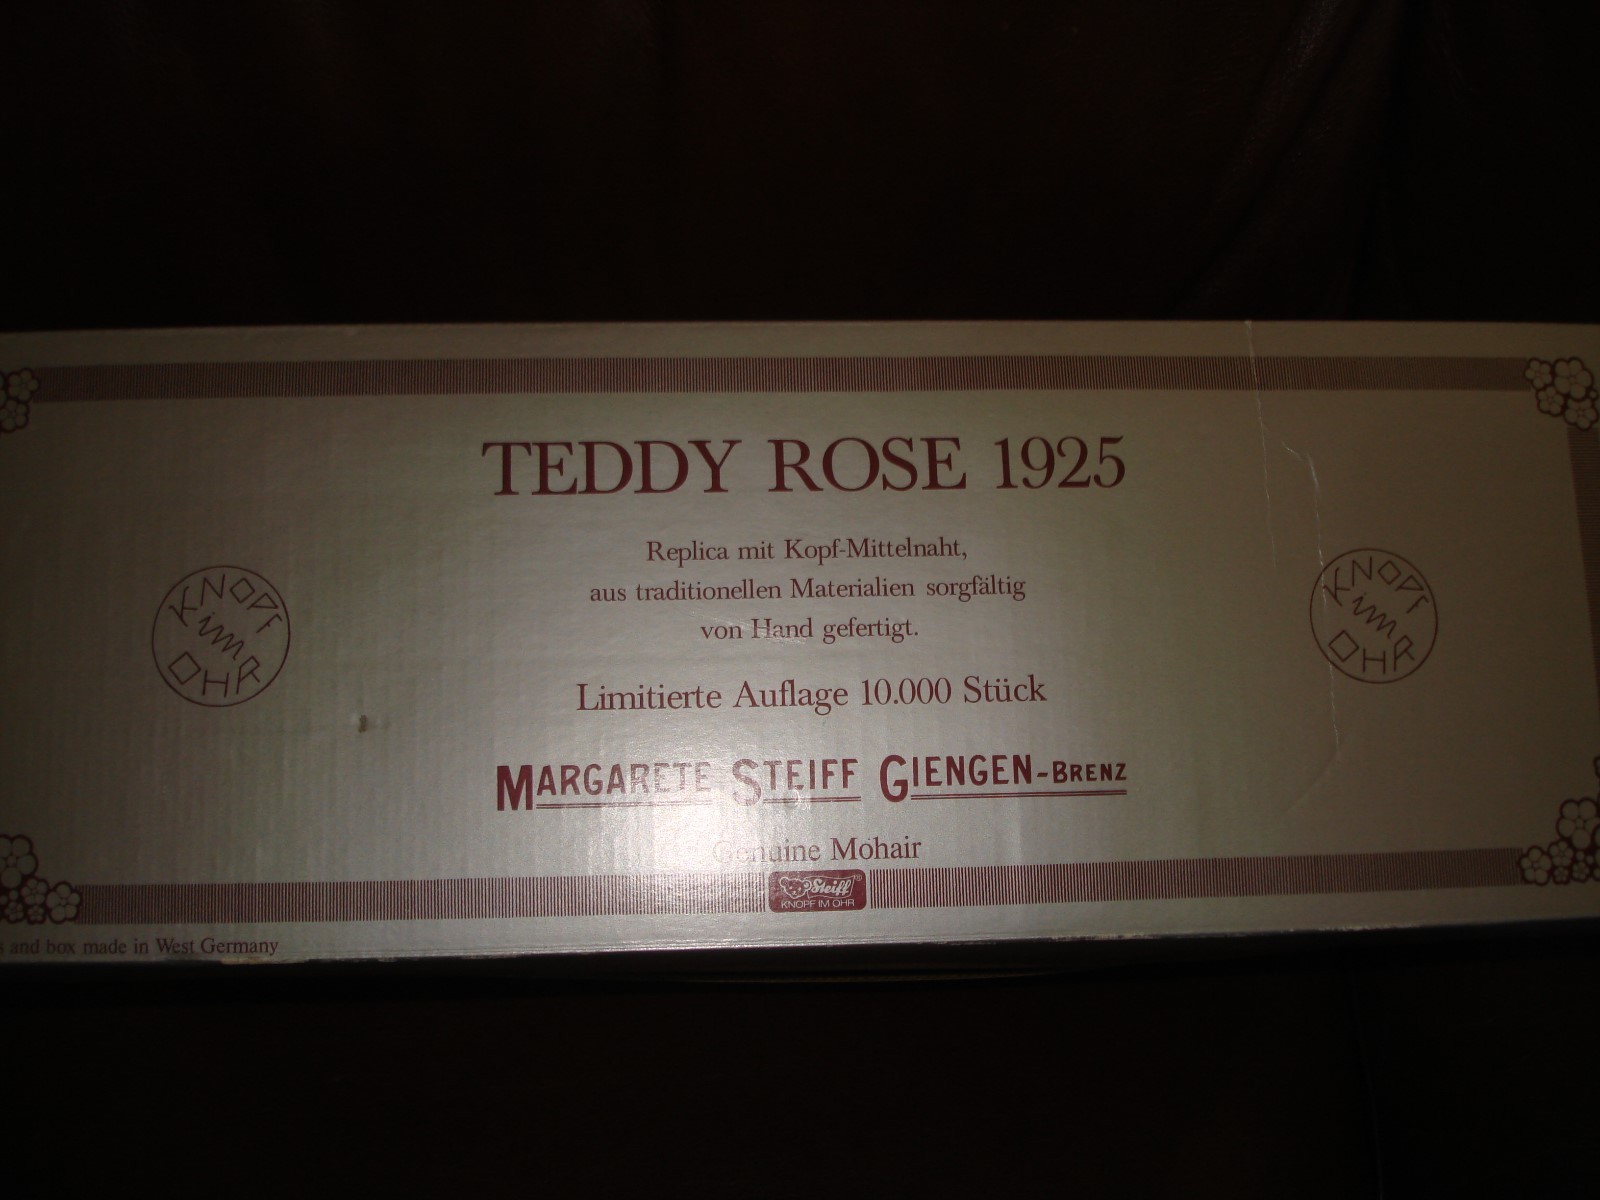 TEDDY ROSE 1925
Replica mit Kopf-Mittelnaht,
aus traditionellen Materialien sorgfältig
von Hand gefertigt.
KNOPF
im
OHR
KNOPF
im
OHR
Limitierte Auflage 10.000 Stück
MARGARETE STEIFF GIENGEN-BRENZ
Genuine Mohair
Steiff®
KNOPF IM OHR
and box made in West Germany